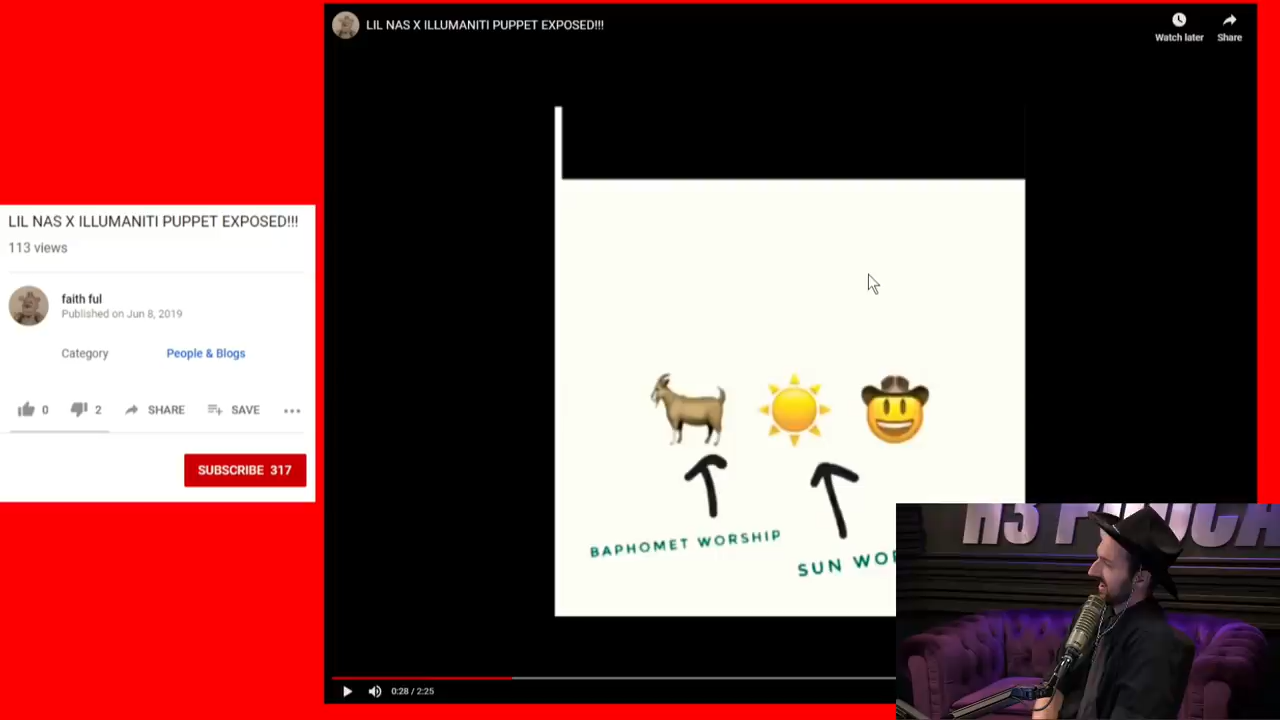 LIL NAS X ILLUMANITI PUPPET EXPOSED!!!
Watch later
Share
LIL NAS X ILLUMANITI PUPPET EXPOSED!!!
113 views
faith ful
Published on Jun 8, 2019
Category
People & Blogs
0
2
SHARE
SAVE
SUBSCRIBE 317
BAPHOMET WORSHIP
SUN
0:28 / 2:25
H3